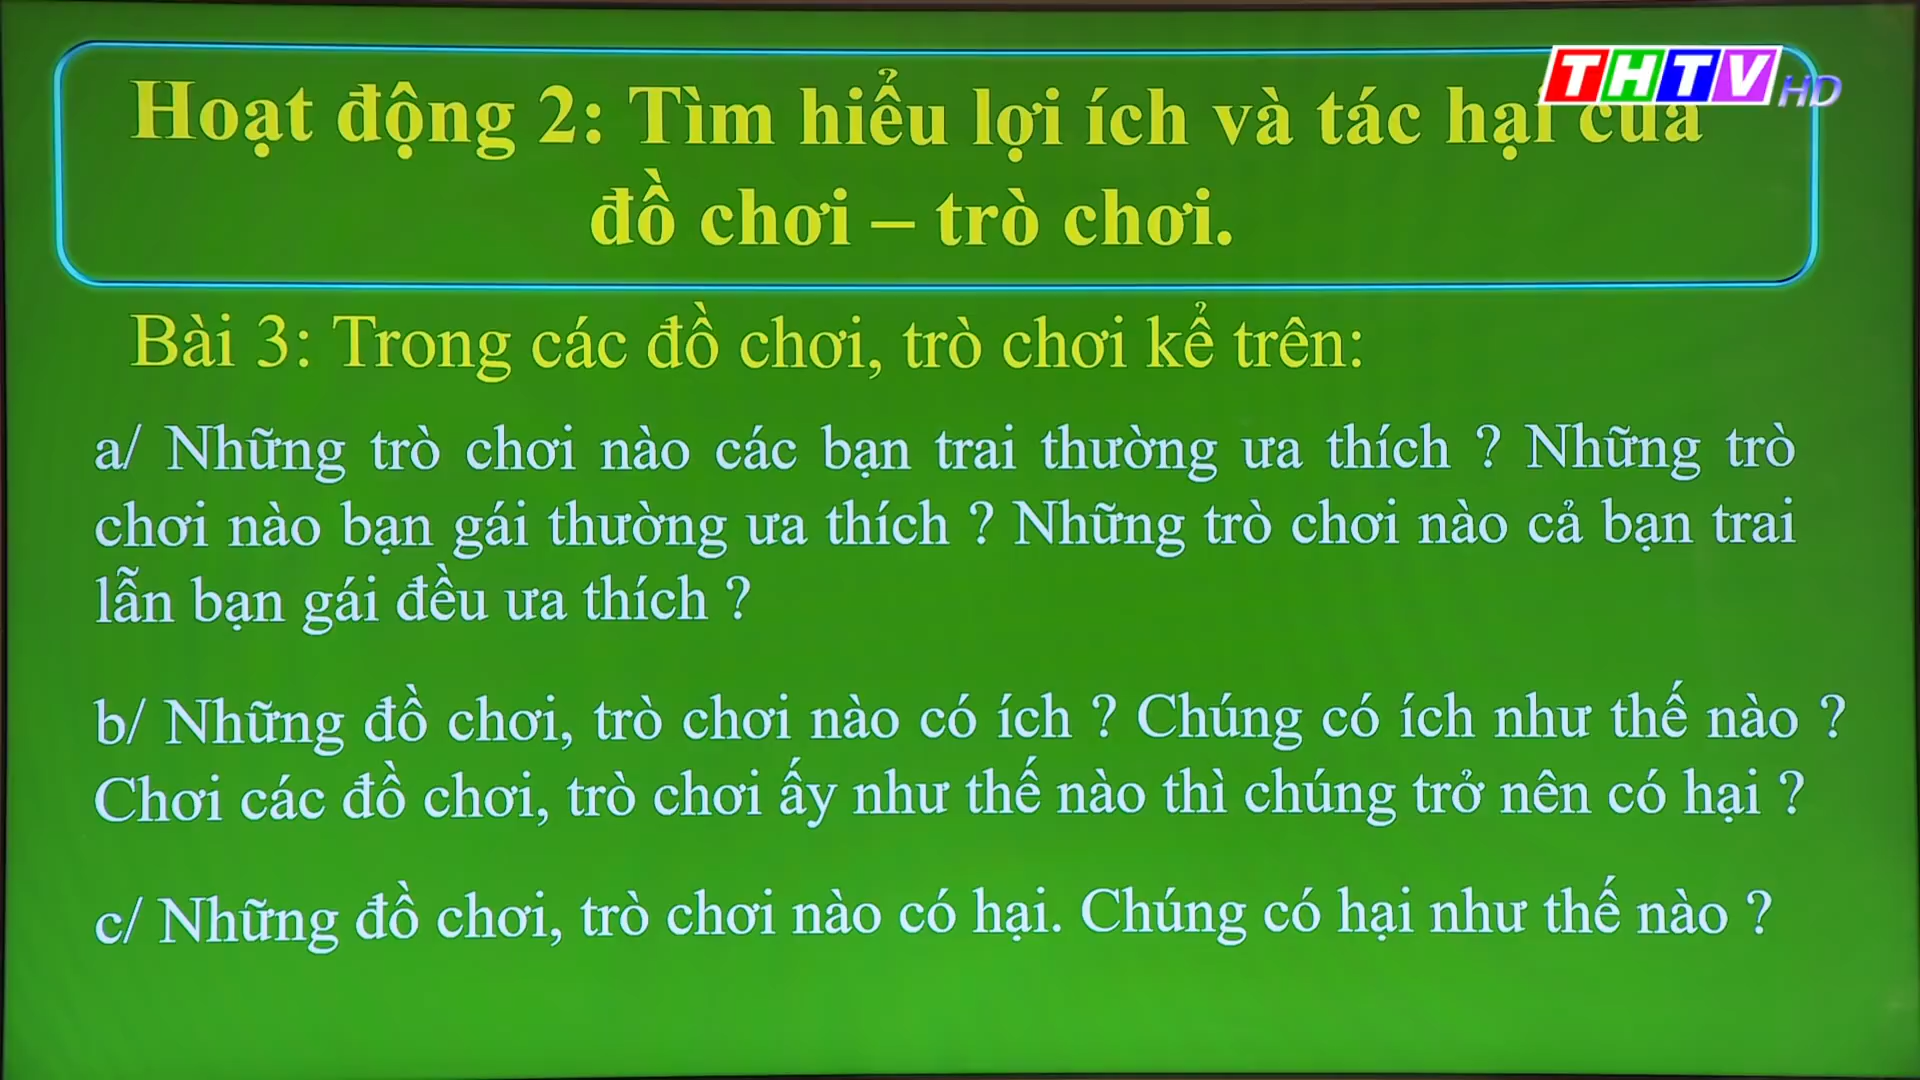 THTV HD
Hoạt động 2: Tìm hiểu lợi ích và tác hại của
đồ chơi – trò chơi.
Bài 3: Trong các đồ chơi, trò chơi kể trên:
a/ Những trò chơi nào các bạn trai thường ưa thích ? Những trò
chơi nào bạn gái thường ưa thích ? Những trò chơi nào cả bạn trai
lẫn bạn gái đều ưa thích ?
b/ Những đồ chơi, trò chơi nào có ích ? Chúng có ích như thế nào ?
Chơi các đồ chơi, trò chơi ấy như thế nào thì chúng trở nên có hại ?
c/ Những đồ chơi, trò chơi nào có hại. Chúng có hại như thế nào ?